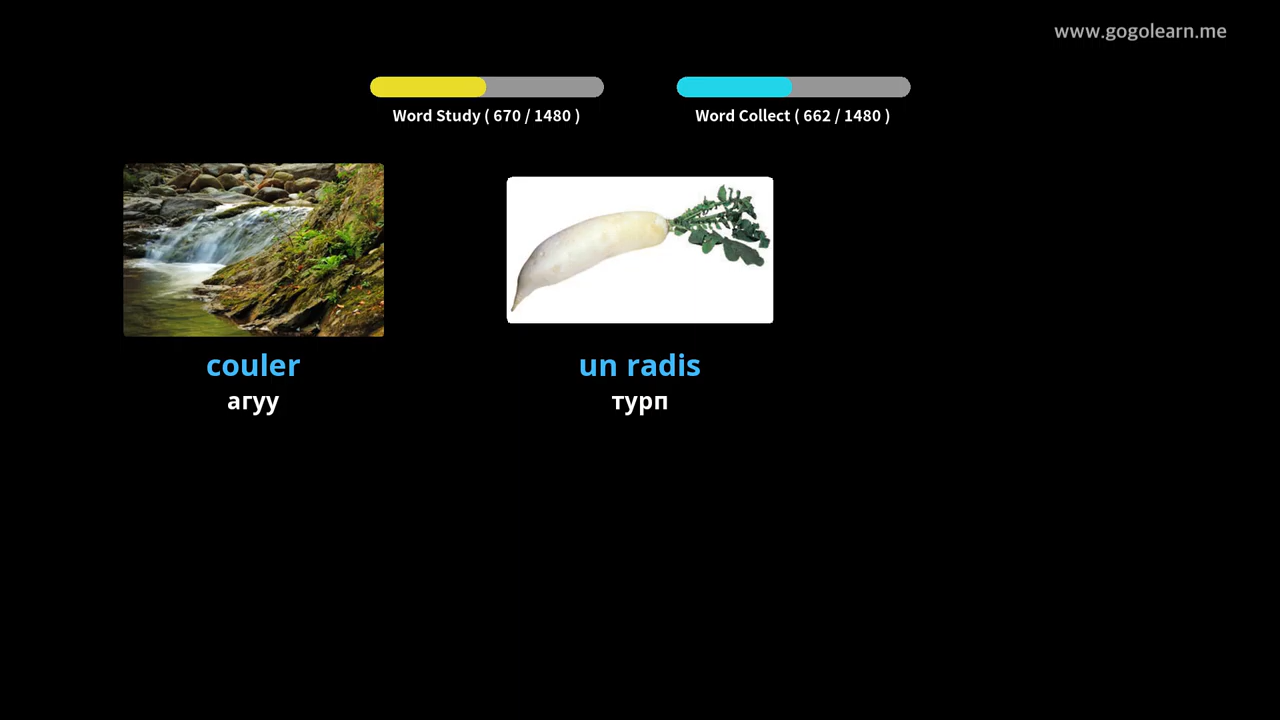 www.gogolearn.me
Word Study ( 670 / 1480 )
Word Collect ( 662 / 1480 )
couler
агуу
un radis
турп